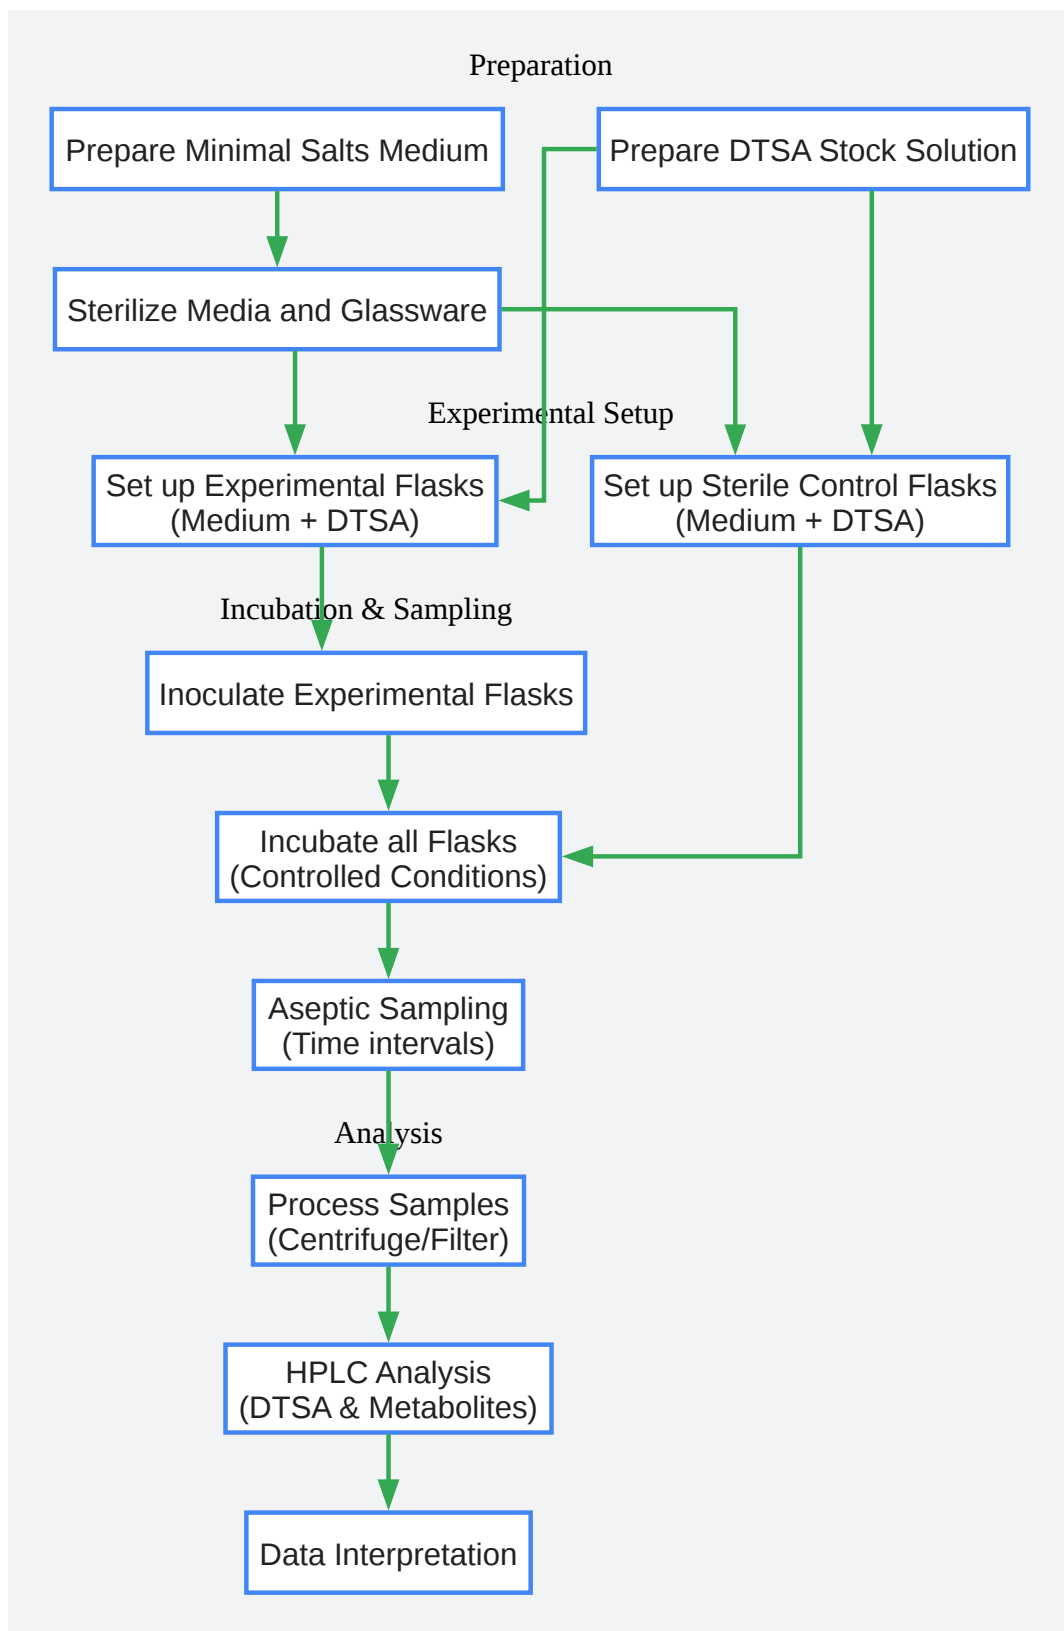 Preparation
Prepare Minimal Salts Medium
Prepare DTSA Stock Solution
Sterilize Media and Glassware
Experimental Setup
Set up Experimental Flasks
(Medium + DTSA)
Set up Sterile Control Flasks
(Medium + DTSA)
Incubation & Sampling
Inoculate Experimental Flasks
Incubate all Flasks
(Controlled Conditions)
Aseptic Sampling
(Time intervals)
Analysis
Process Samples
(Centrifuge/Filter)
HPLC Analysis
(DTSA & Metabolites)
Data Interpretation